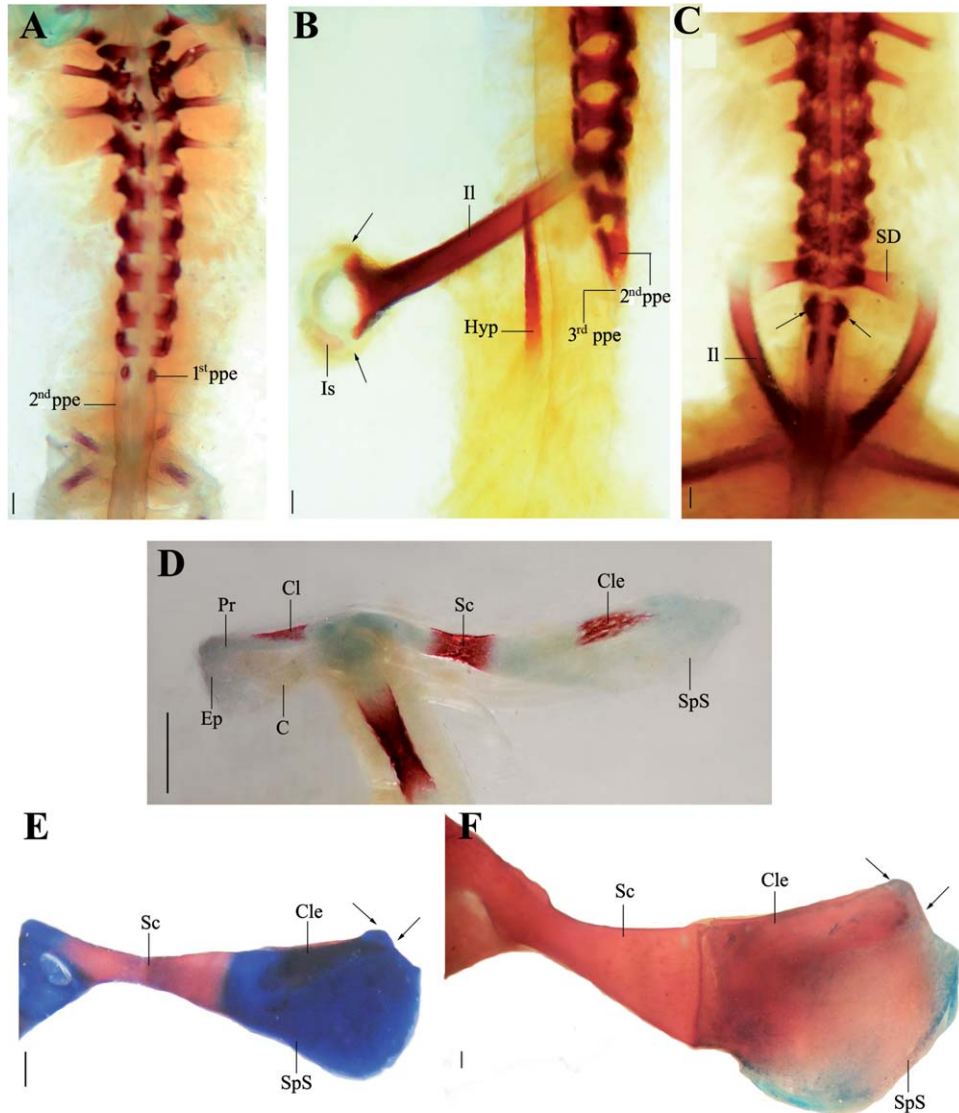 A
1st ppe
2nd ppe
B
Il
2nd ppe
3rd ppe
Hyp
Is
C
SD
Il
D
Cl
Pr
Sc
Cle
Ep
C
SpS
E
Sc
Cle
SpS
F
Sc
Cle
SpS